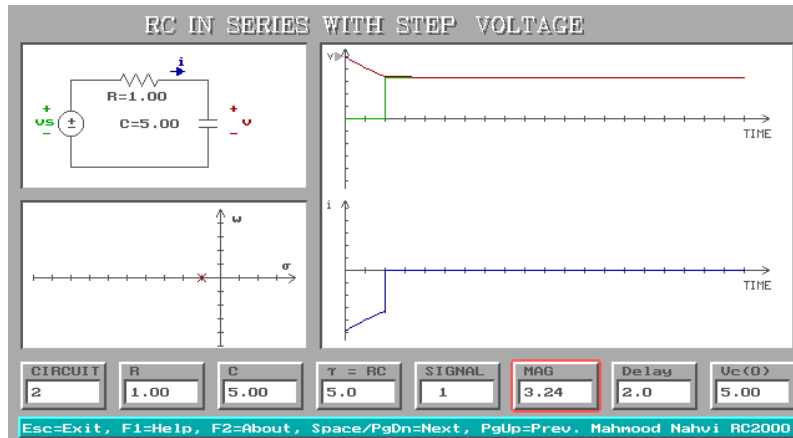 RC IN SERIES WITH STEP VOLTAGE
i
R=1.00
+
vs
±
-
C=5.00
+
v
-
v
TIME
i
TIME
ω
σ
CIRCUIT
2
R
1.00
C
5.00
τ = RC
5.0
SIGNAL
1
MAG
3.24
Delay
2.0
Vc(0)
5.00
Esc=Exit, F1=Help, F2=About, Space/PgDn=Next, PgUp=Prev. Mahmood Nahvi RC2000